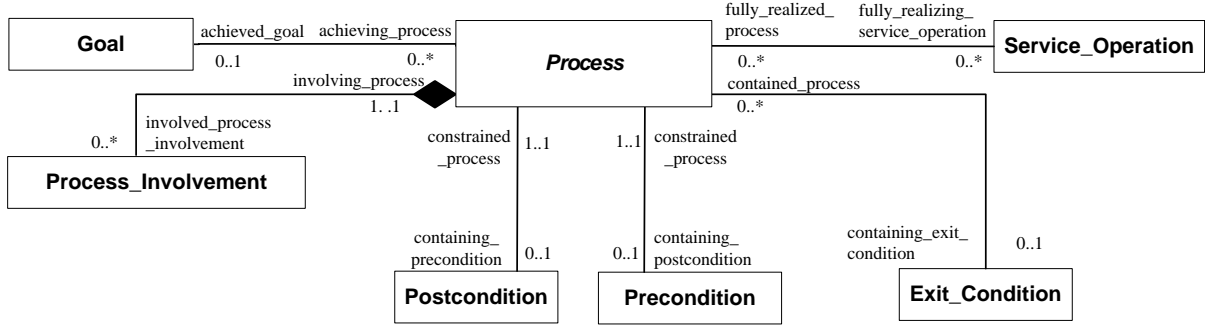 fully_realized_
process
fully_realizing_
service_operation
Goal
achieved_goal
achieving_process
Process
Service_Operation
0..1
0..*
0..*
0..*
involving_process
contained_process
1. .1
0..*
involved_process
_involvement
0..*
constrained
_process
1..1
1..1
constrained
_process
Process_Involvement
containing_
precondition
0..1
0..1
containing_
postcondition
containing_exit_
condition
0..1
Postcondition
Precondition
Exit_Condition